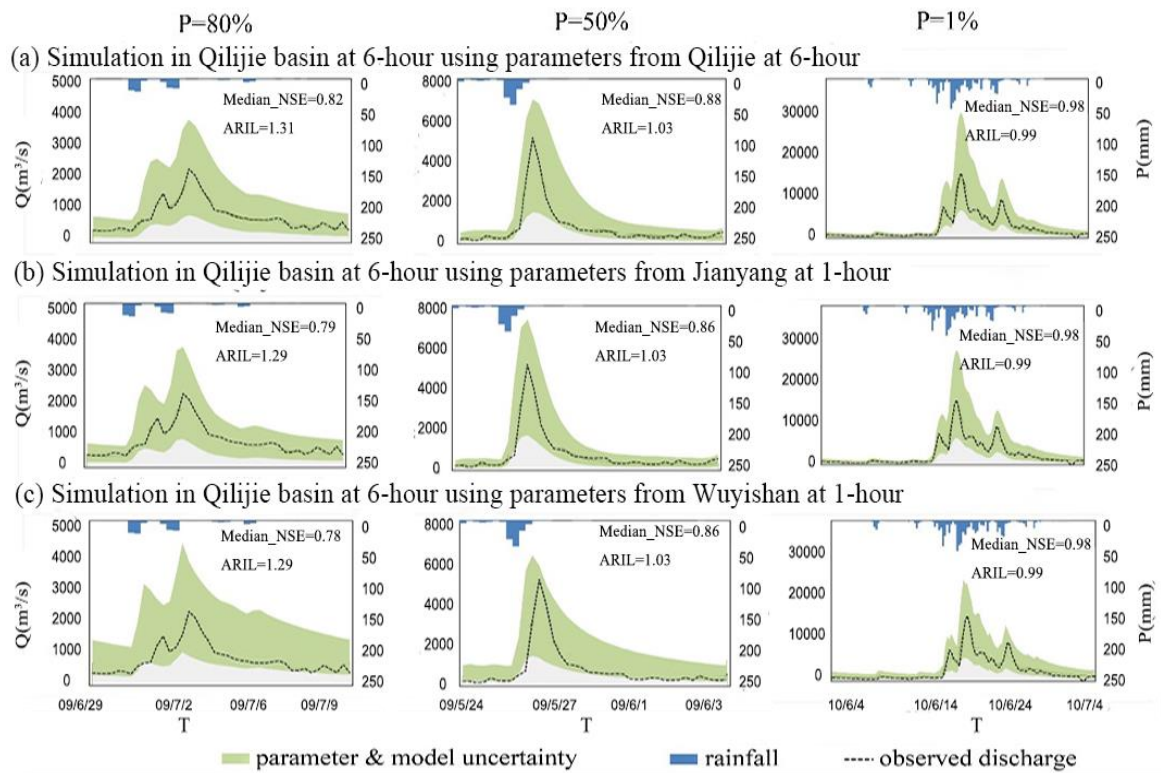 P=80% P=50% P=1%
(a) Simulation in Qilijie basin at 6-hour using parameters from Qilijie at 6-hour
5000 0 8000 0 0
Median_NSE=0.82 Median_NSE=0.88 Median_NSE=0.98
4000 50 50 30000 50
ARIL=1.31 6000 ARIL=1.03 ARIL=0.99
3000 100 100 20000 100
Q(m³/s) 4000 P(mm)
2000 150 150 150
1000 200 2000 200 10000 200
0 250 0 250 0 250
(b) Simulation in Qilijie basin at 6-hour using parameters from Jianyang at 1-hour
5000 0 8000 0 0
Median_NSE=0.79 Median_NSE=0.86 Median_NSE=0.98
4000 50 6000 50 30000 50
ARIL=1.29 ARIL=1.03 ARIL=0.99
3000 100 100 20000 100
Q(m³/s) 4000 P(mm)
2000 150 150 150
1000 200 2000 200 10000 200
0 250 0 250 0 250
(c) Simulation in Qilijie basin at 6-hour using parameters from Wuyishan at 1-hour
5000 0 8000 0 0
Median_NSE=0.78 Median_NSE=0.86 Median_NSE=0.98
4000 50 6000 50 30000 50
ARIL=1.29 ARIL=1.03 ARIL=0.99
3000 100 100 20000 100
Q(m³/s) 4000 P(mm)
2000 150 150 150
1000 200 2000 200 10000 200
0 250 0 250 0 250
09/6/29 09/7/2 09/7/6 09/7/9 09/5/24 09/5/27 09/6/1 09/6/3 10/6/4 10/6/14 10/6/24 10/7/4
T T T
parameter & model uncertainty rainfall observed discharge